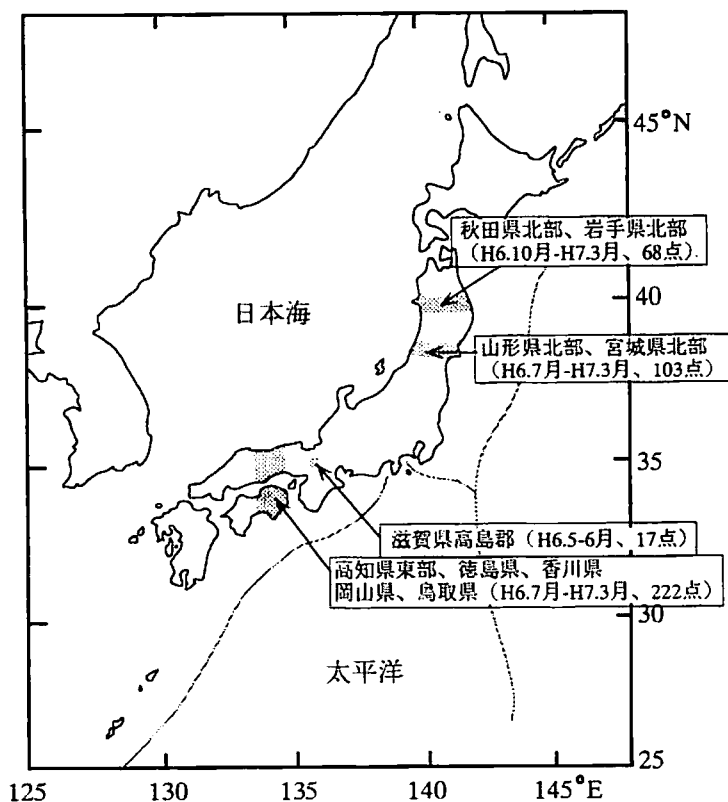 45°N
秋田県北部、岩手県北部
(H6.10月-H7.3月、68点)
40
日本海
山形県北部、宮城県北部
(H6.7月-H7.3月、103点)
35
滋賀県高島郡(H6.5-6月、17点)
高知県東部、徳島県、香川県
岡山県、鳥取県(H6.7月-H7.3月、222点)
30
太平洋
25
125
130
135
140
145°E